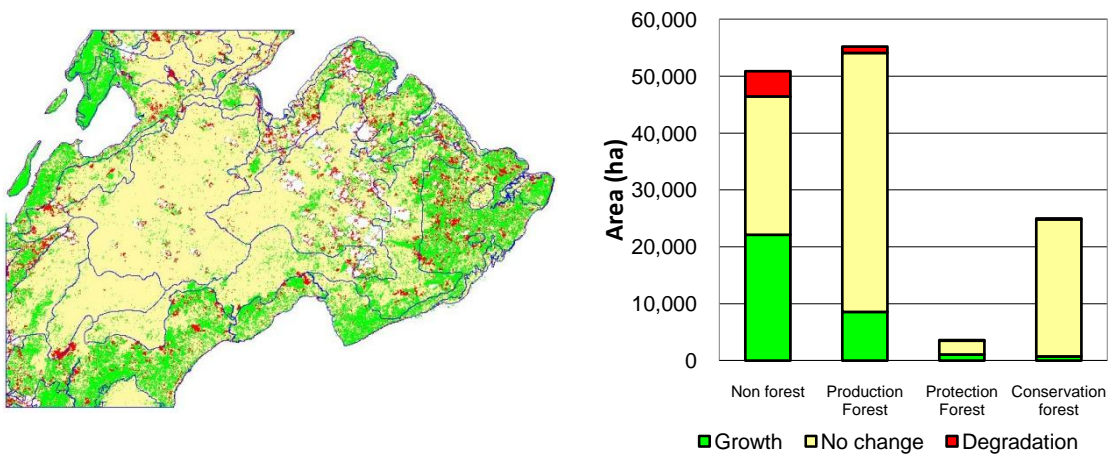 60,000
50,000
40,000
30,000
20,000
10,000
0
Area (ha)
Non forest
Production
Forest
Protection
Forest
Conservation
forest
Growth
No change
Degradation